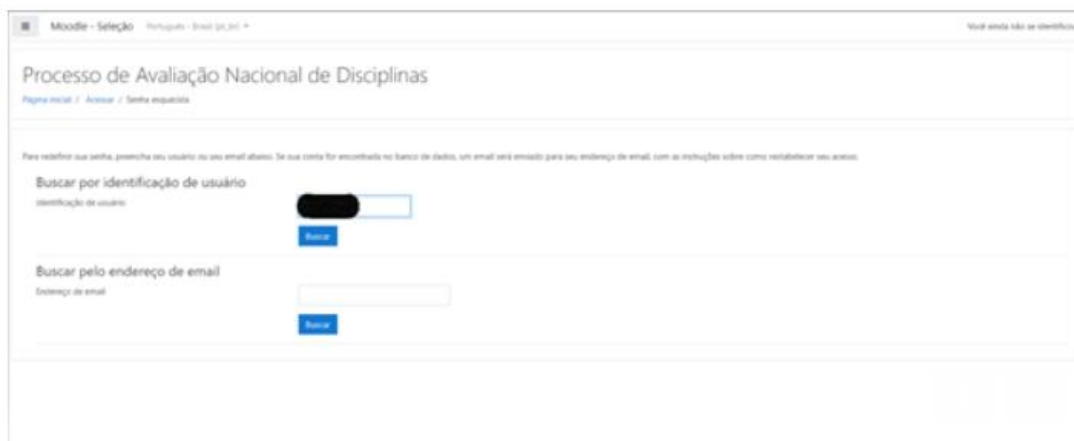 Moodle - Seleção Português - Brasil (pt_br)
Você ainda não se identificou
Processo de Avaliação Nacional de Disciplinas
Página inicial / Acessar / Senha esquecida
Para redefinir sua senha, preencha seu usuário ou seu email abaixo. Se sua conta for encontrada no banco de dados, um email será enviado para seu endereço de email, com as instruções sobre como restabelecer seu acesso.
Buscar por identificação de usuário
Identificação de usuário
Buscar
Buscar pelo endereço de email
Endereço de email
Buscar